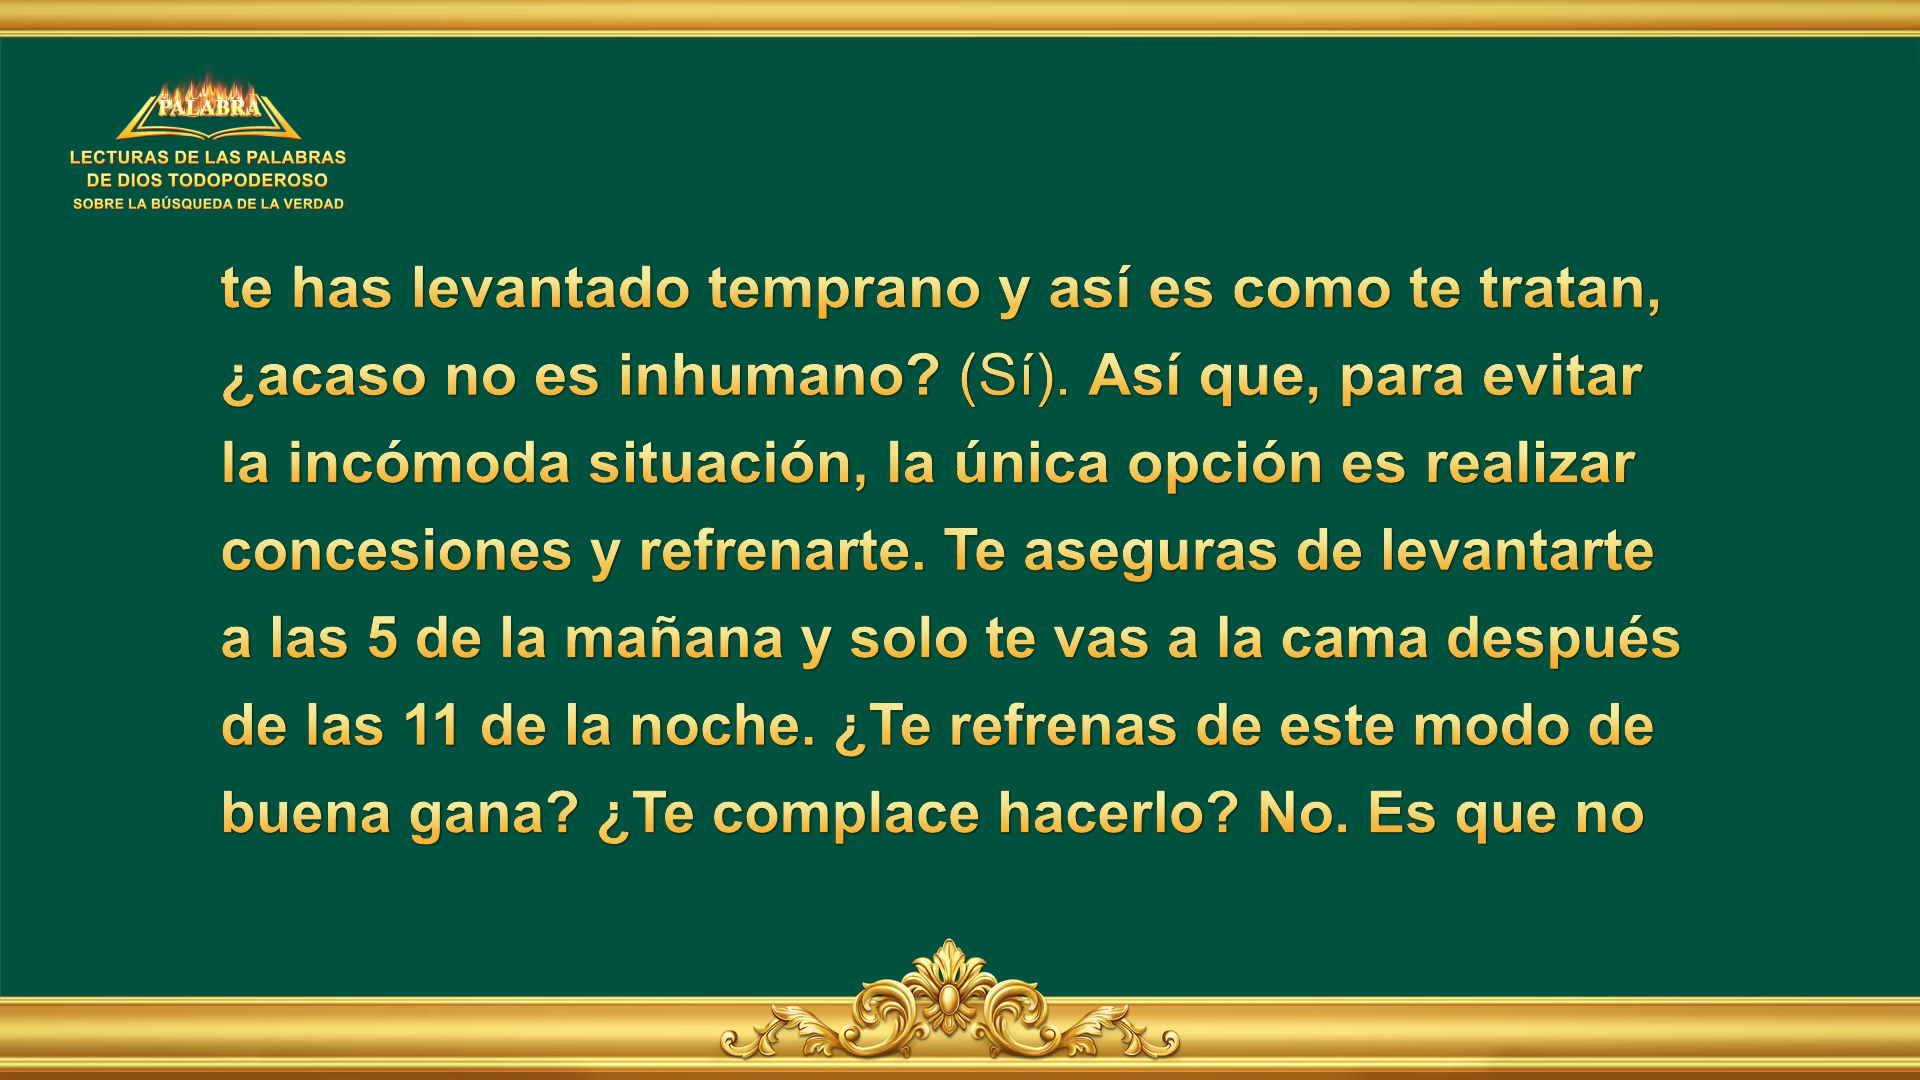 PALABRA
LECTURAS DE LAS PALABRAS
DE DIOS TODOPODEROSO
SOBRE LA BÚSQUEDA DE LA VERDAD
te has levantado temprano y así es como te tratan,
¿acaso no es inhumano? (Sí). Así que, para evitar
la incómoda situación, la única opción es realizar
concesiones y refrenarte. Te aseguras de levantarte
a las 5 de la mañana y solo te vas a la cama después
de las 11 de la noche. ¿Te refrenas de este modo de
buena gana? ¿Te complace hacerlo? No. Es que no